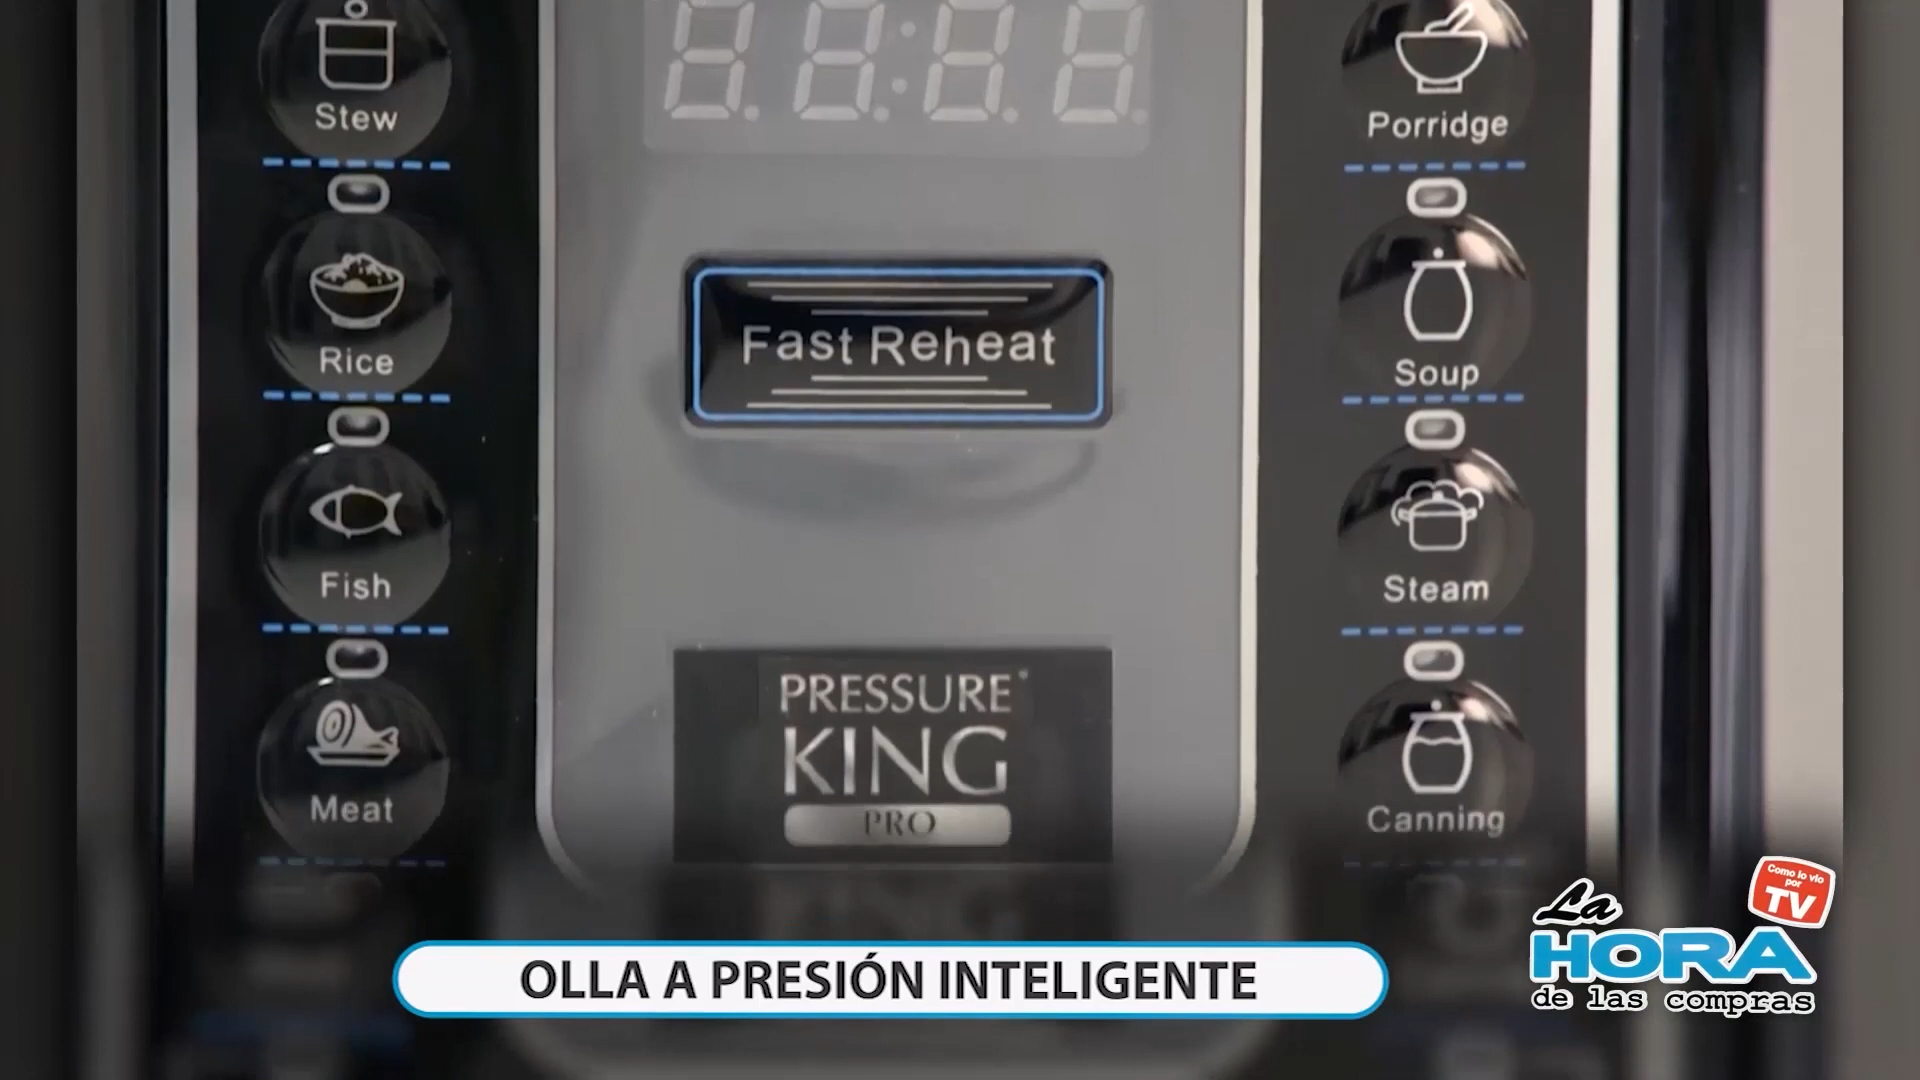 Stew
Rice
Fish
Meat
Fast Reheat
PRESSURE
KING
PRO
Porridge
Soup
Steam
Canning
OLLA A PRESIÓN INTELIGENTE
Como lo vio
por
TV
La
HORA
de las compras